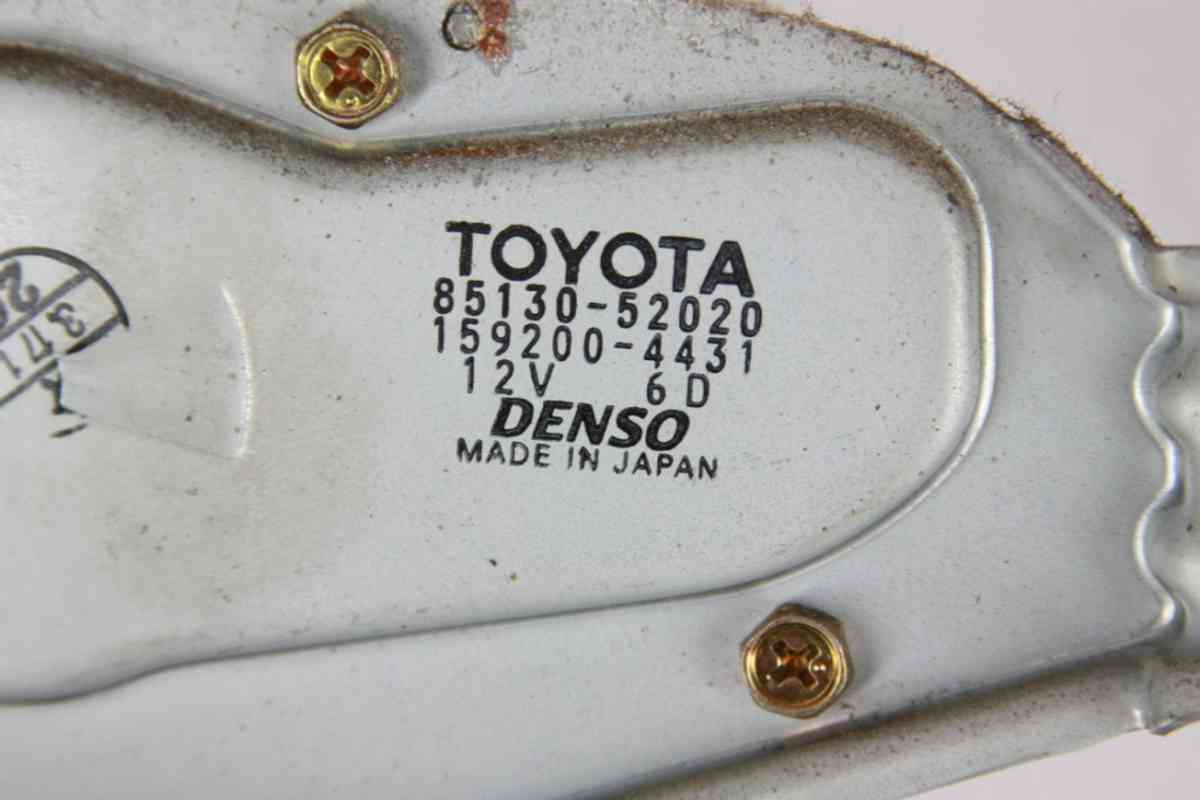 TOYOTA
85130-52020
159200-4431
12V 6D
DENSO
MADE IN JAPAN